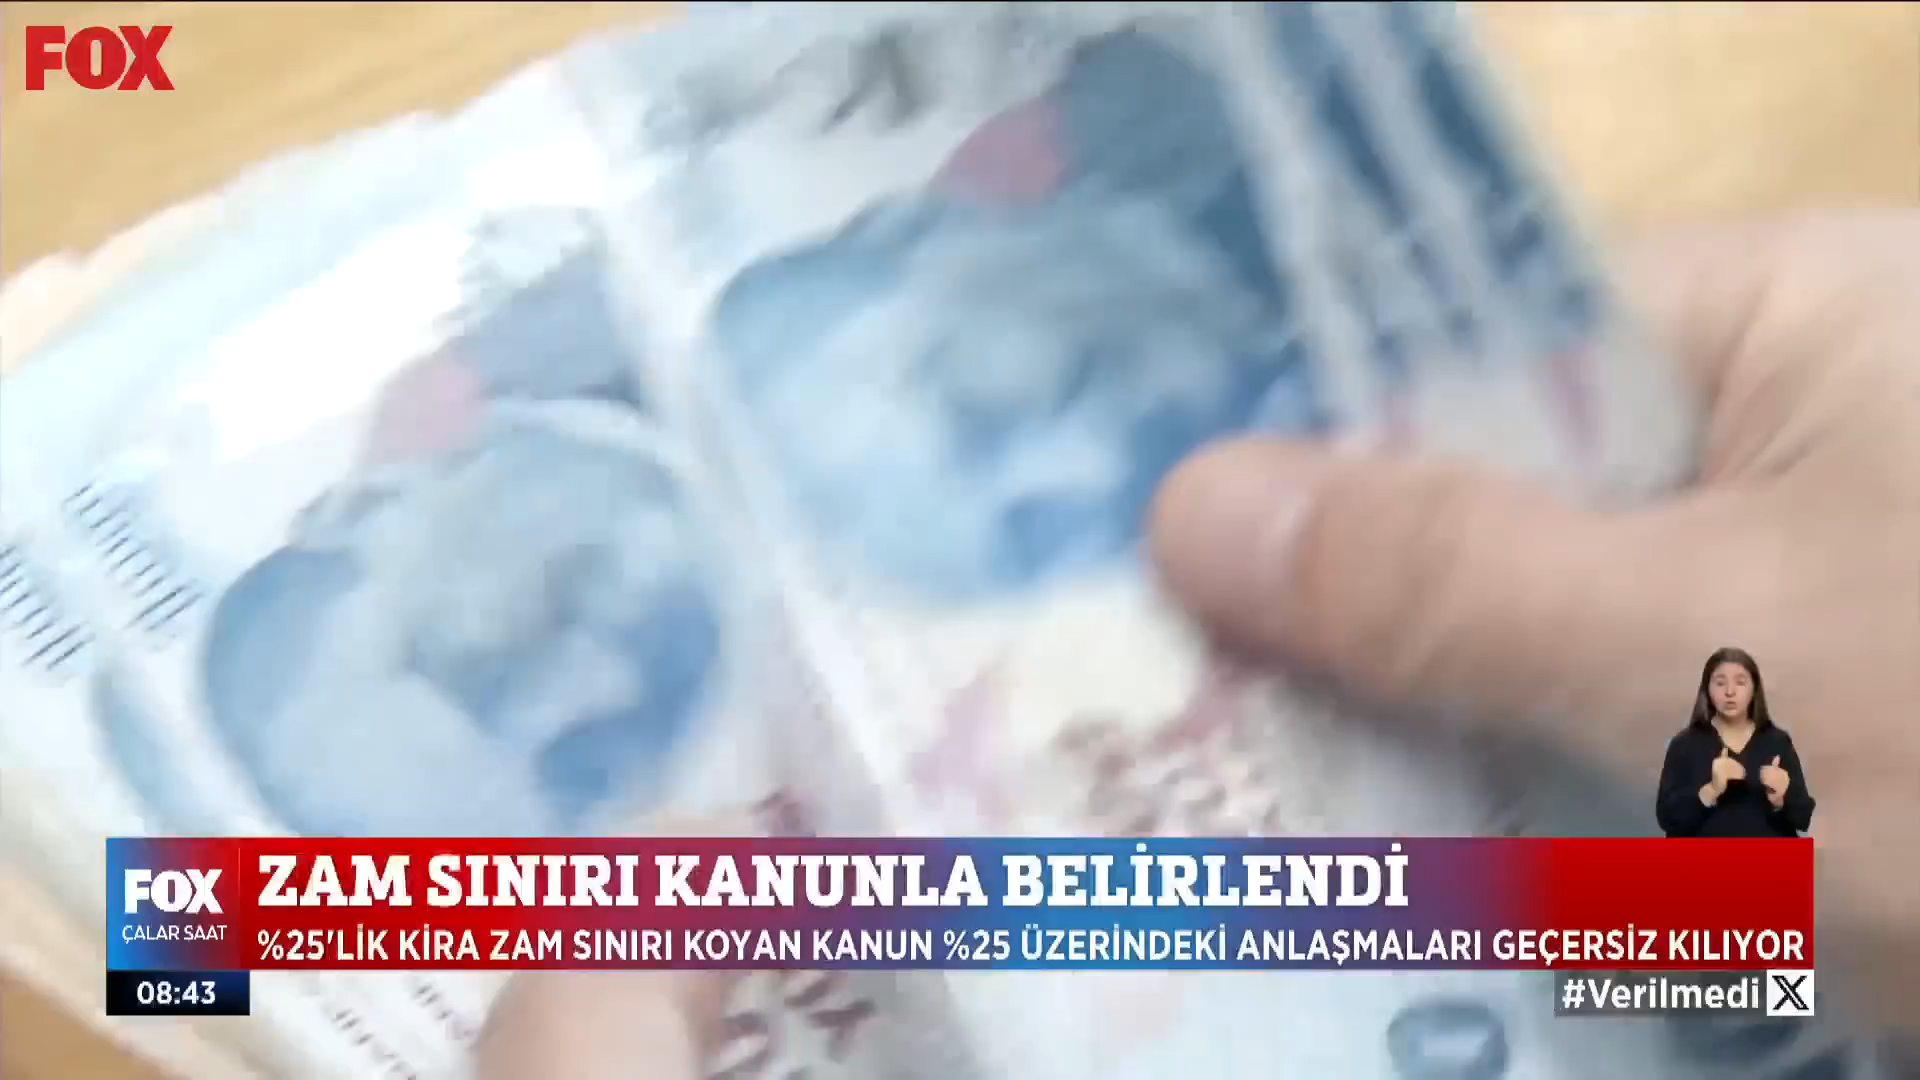 FOX
ZAM SINIRI KANUNLA BELİRLENDİ
FOX
ÇALAR SAAT
%25'LİK KİRA ZAM SINIRI KOYAN KANUN %25 ÜZERİNDEKİ ANLAŞMALARI GEÇERSİZ KILIYOR
08:43
#Verilmedi X